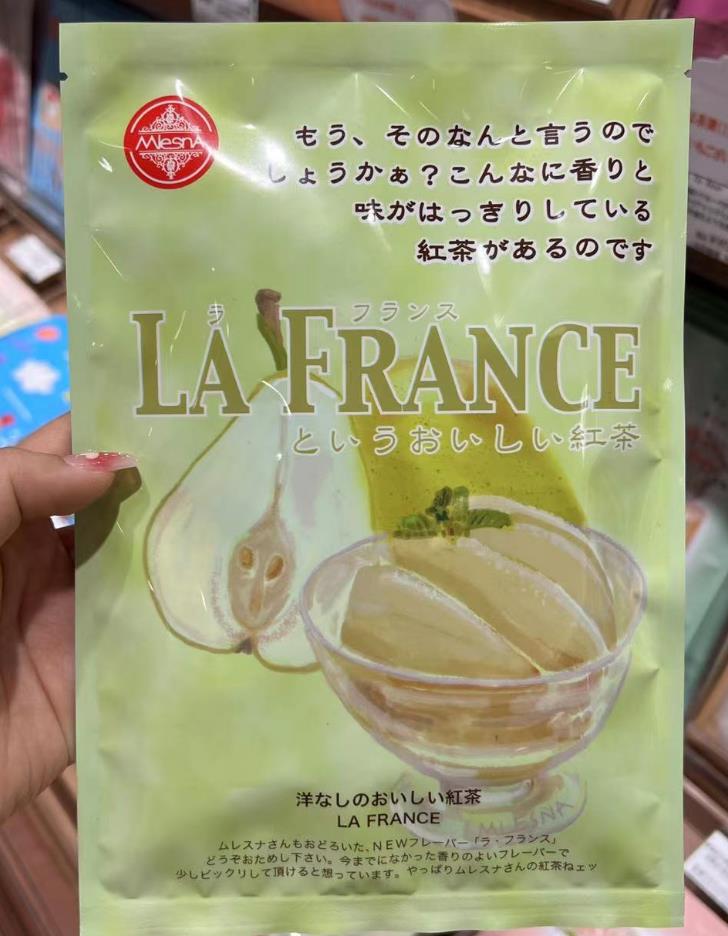 MlesnA
もう、そのなんと言うので
しょうかぁ？こんなに香りと
味がはっきりしている
紅茶があるのです
ラ フランス
LA FRANCE
というおいしい紅茶
MLESNA
洋なしのおいしい紅茶
LA FRANCE
ムレスナさんもおどろいた、NEWフレーバー「ラ・フランス」
どうぞおためし下さい。今までになかった香りのよいフレーバーで
少しビックリして頂けると想っています。やっぱりムレスナさんの紅茶ねェッ